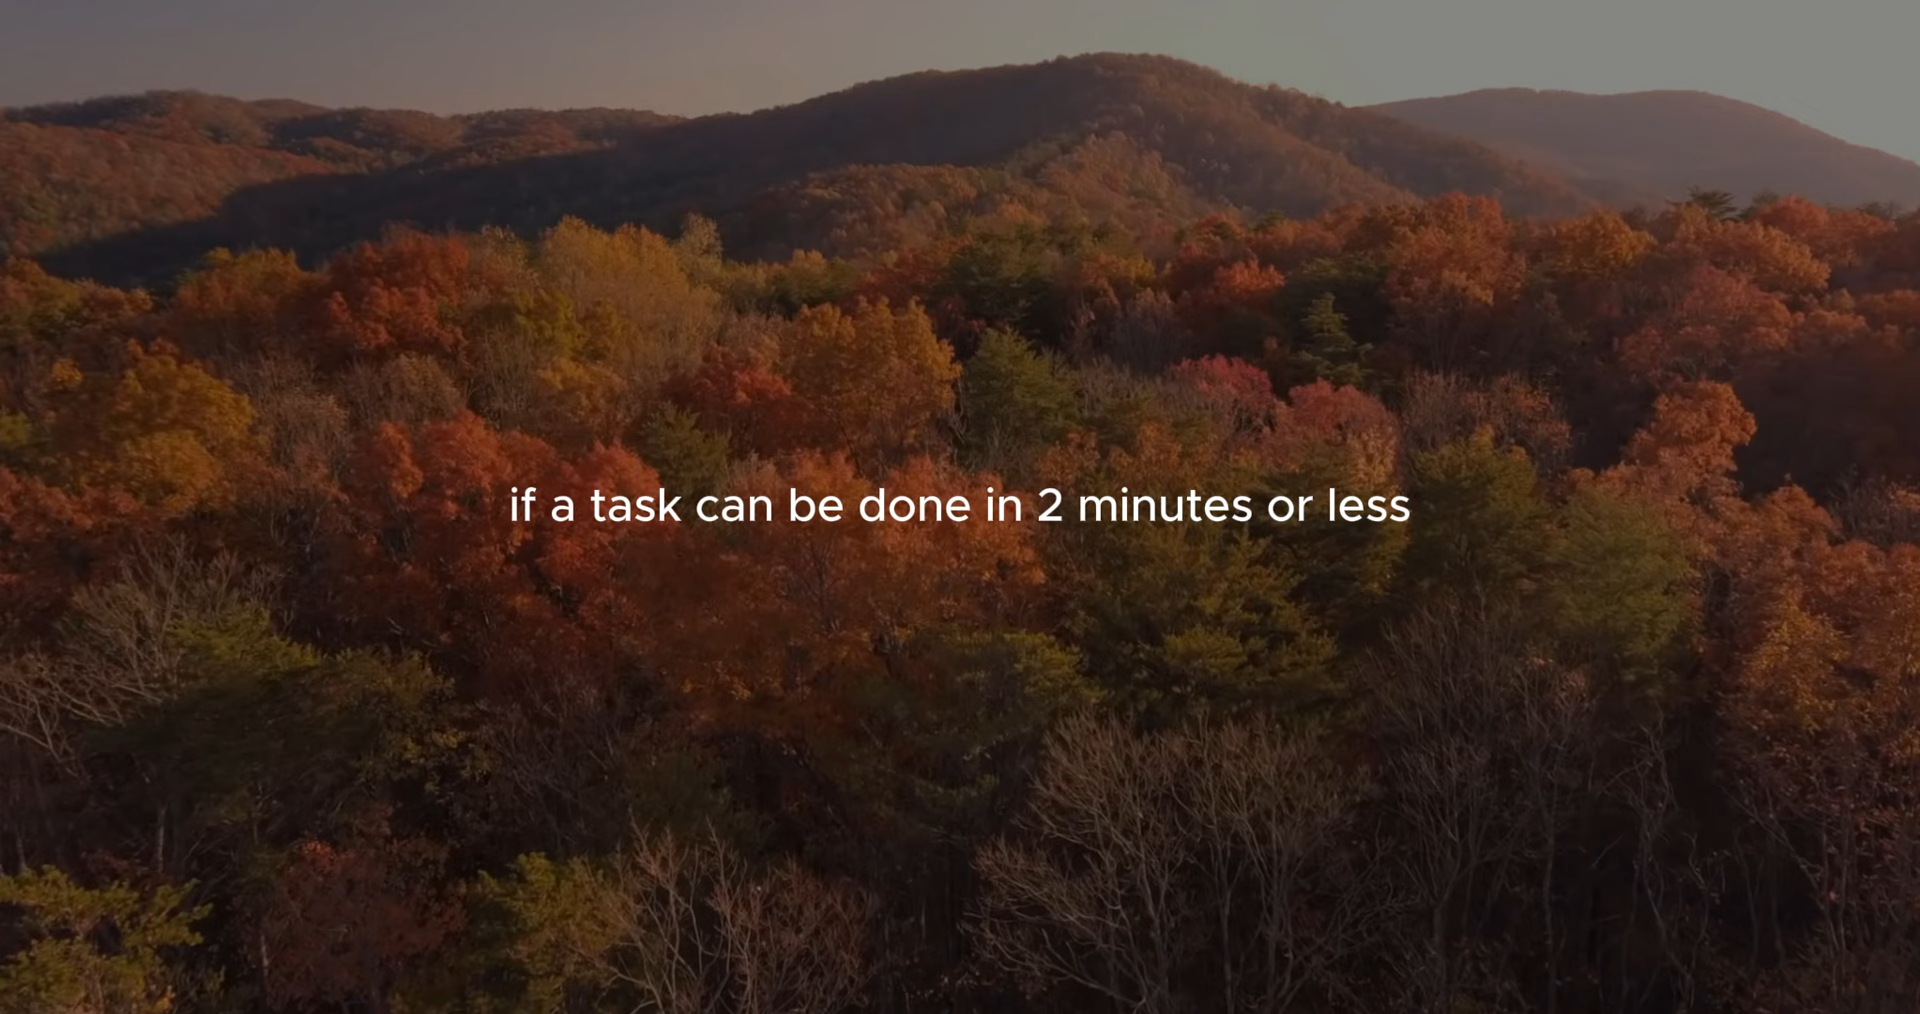 if a task can be done in 2 minutes or less